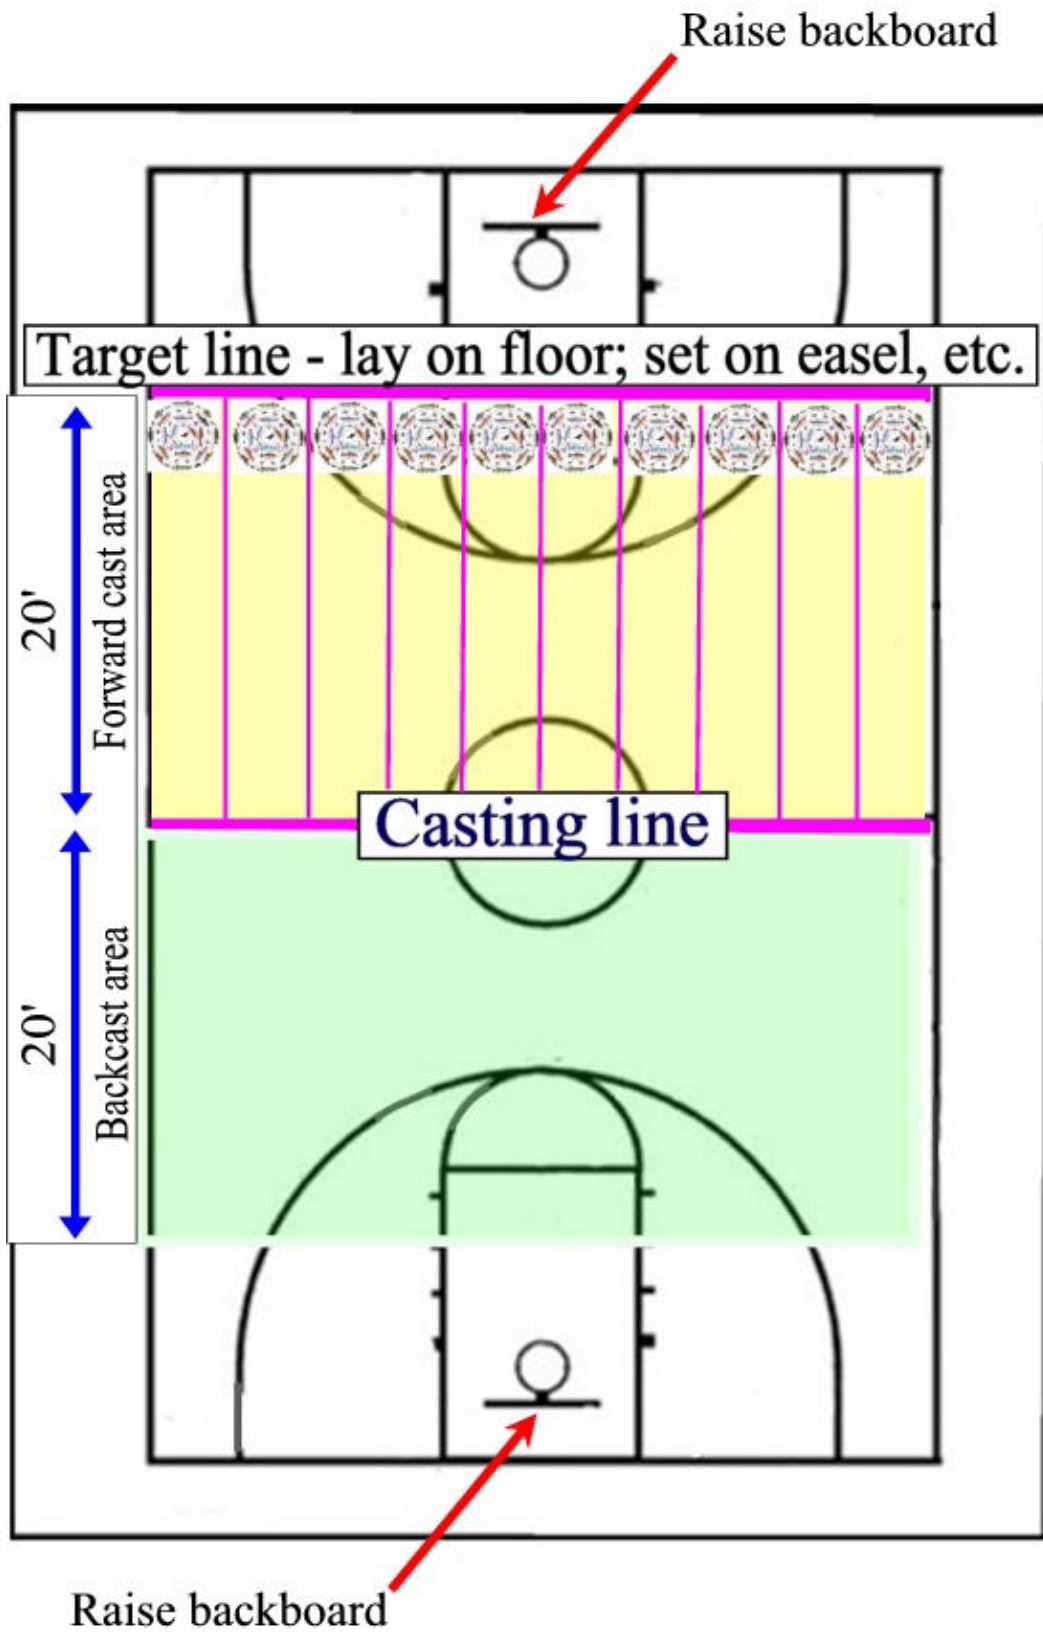 Raise backboard
Target line - lay on floor; set on easel, etc.
20'
Forward cast area
Casting line
20'
Backcast area
Raise backboard